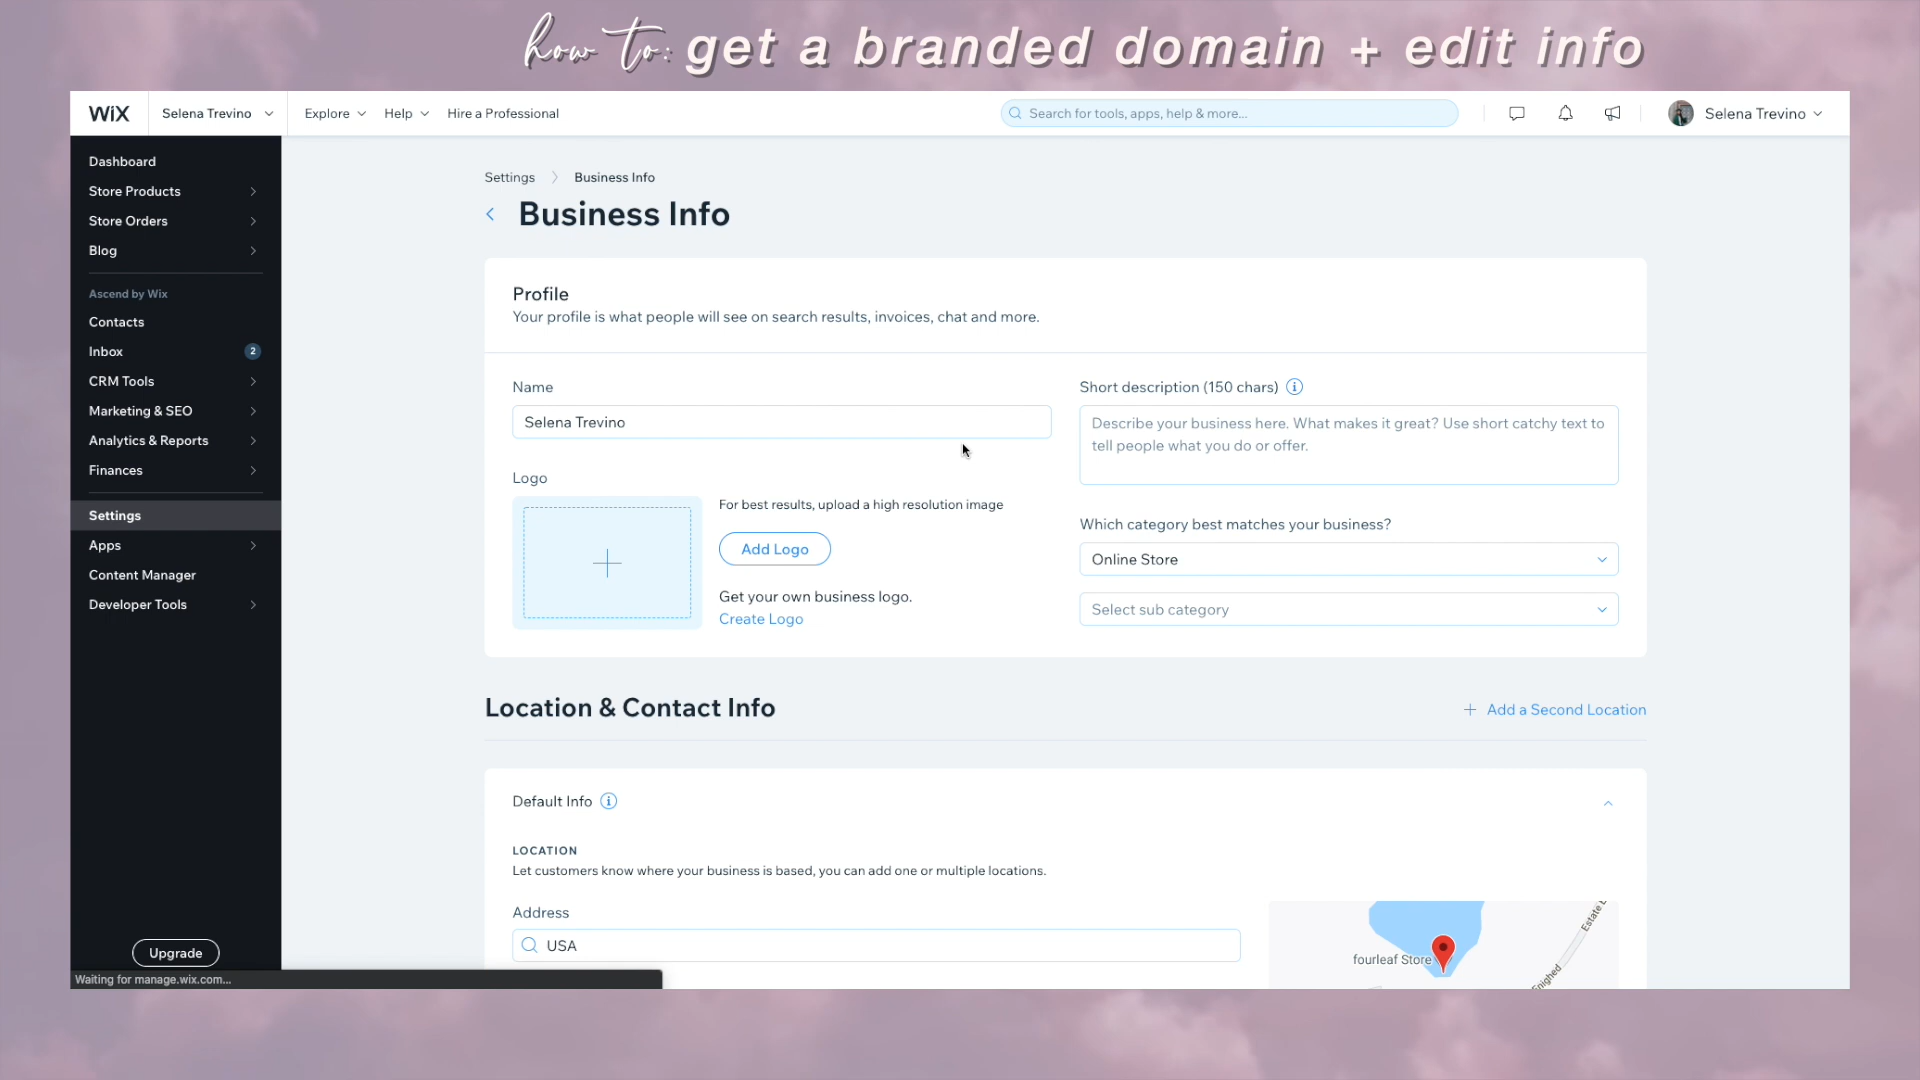 how to: get a branded domain + edit info
WiX
Selena Trevino
Explore
Help
Hire a Professional
Search for tools, apps, help & more...
Selena Trevino
Dashboard
Store Products
Store Orders
Blog
Ascend by Wix
Contacts
Inbox 2
CRM Tools
Marketing & SEO
Analytics & Reports
Finances
Settings
Apps
Content Manager
Developer Tools
Upgrade
Waiting for manage.wix.com...
Settings
Business Info
Business Info
Profile
Your profile is what people will see on search results, invoices, chat and more.
Name
Selena Trevino
Logo
For best results, upload a high resolution image
Add Logo
Get your own business logo.
Create Logo
Short description (150 chars)
Describe your business here. What makes it great? Use short catchy text to
tell people what you do or offer.
Which category best matches your business?
Online Store
Select sub category
Location & Contact Info
Add a Second Location
Default Info
LOCATION
Let customers know where your business is based, you can add one or multiple locations.
Address
USA
fourleaf Store
Estate